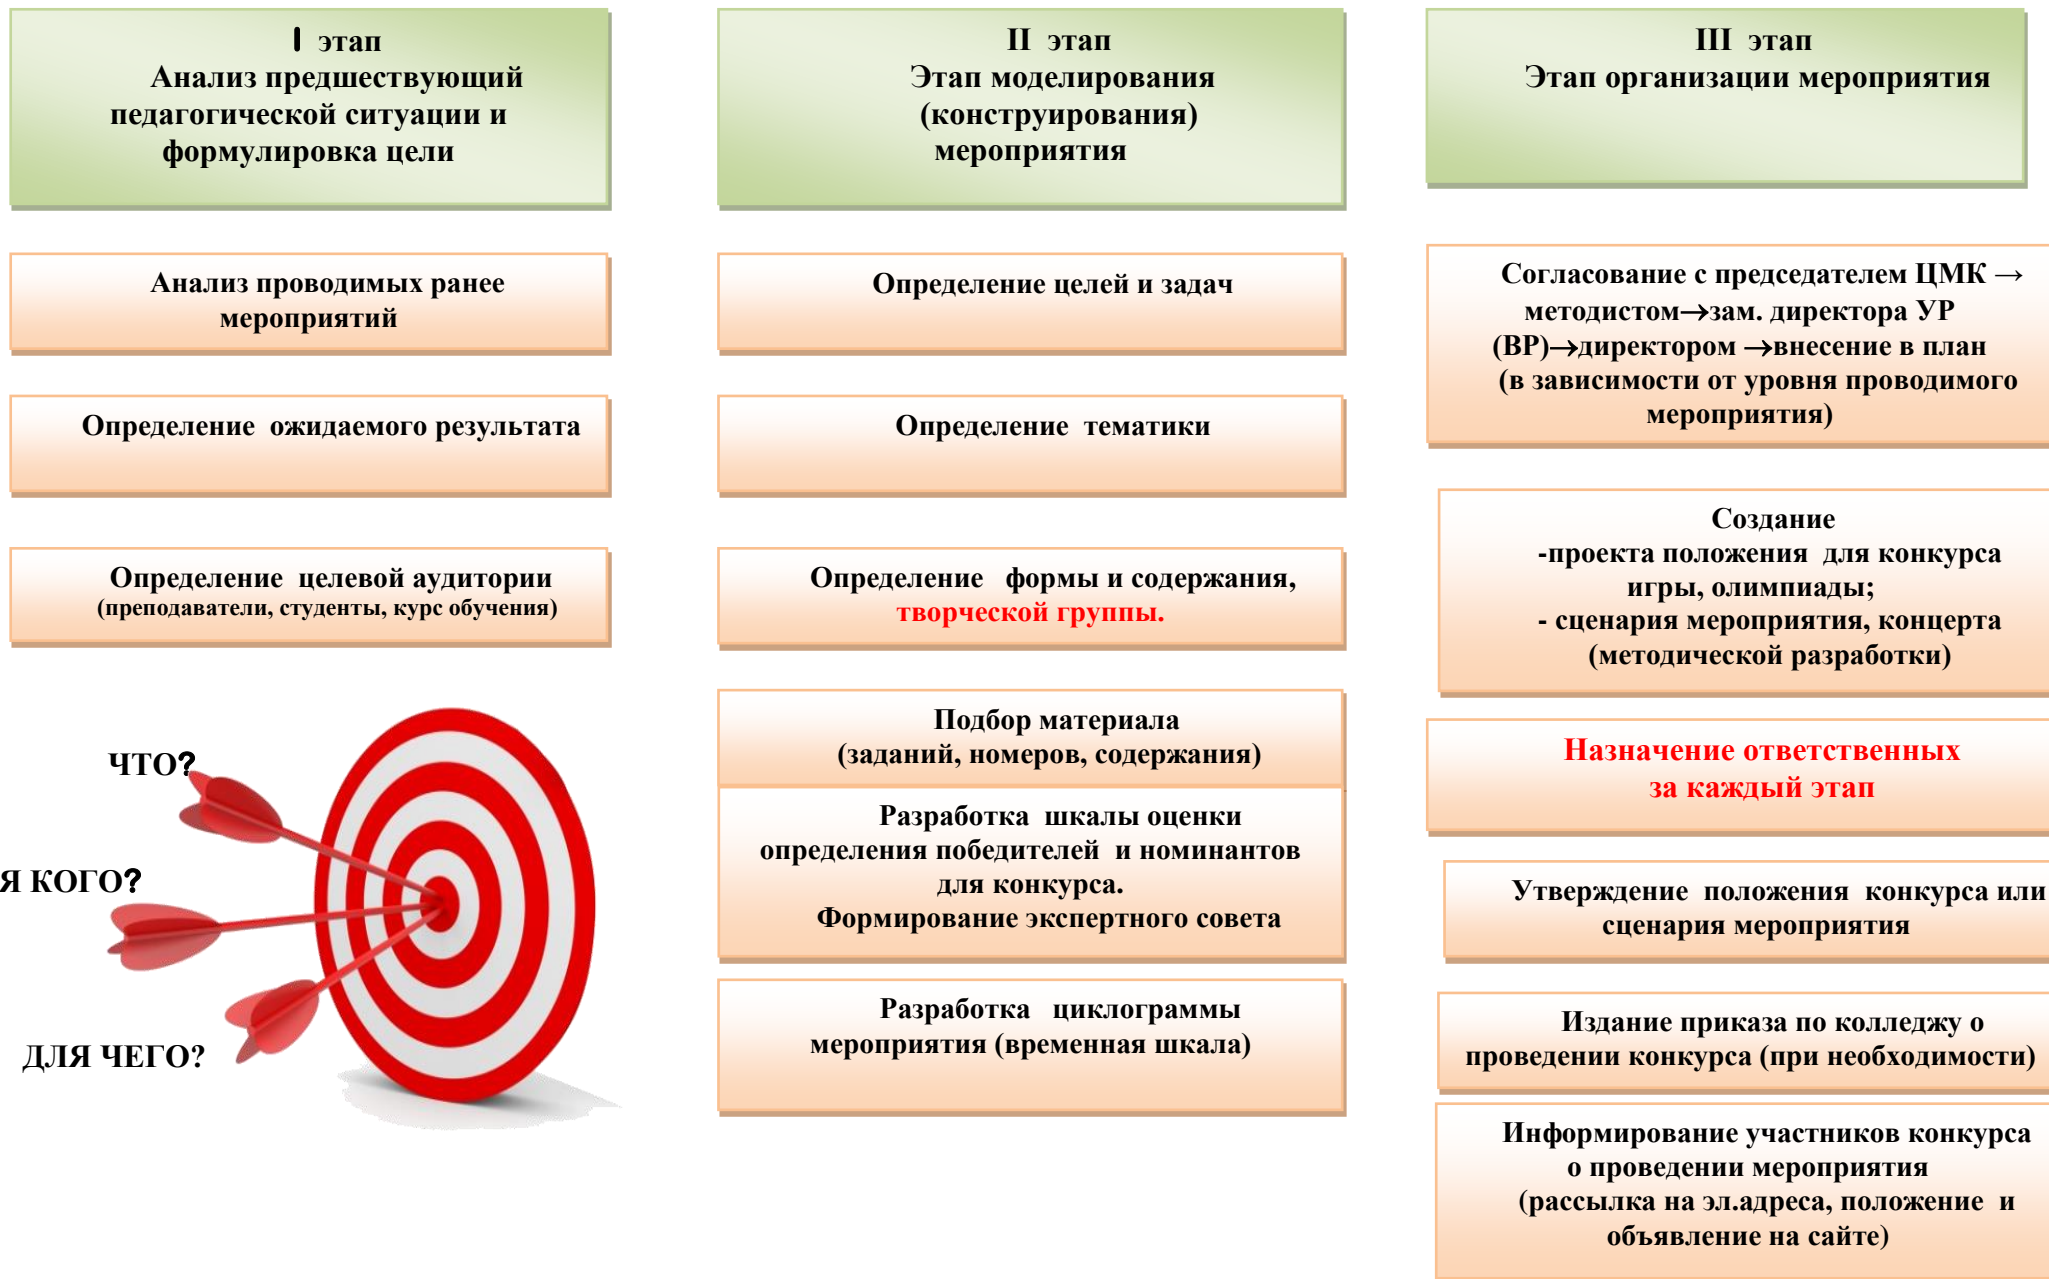 I этап
Анализ предшествующий
педагогической ситуации и
формулировка цели
Анализ проводимых ранее
мероприятий
Определение ожидаемого результата
Определение целевой аудитории
(преподаватели, студенты, курс обучения)
ЧТО?
Я КОГО?
ДЛЯ ЧЕГО?
II этап
Этап моделирования
(конструирования)
мероприятия
Определение целей и задач
Определение тематики
Определение формы и содержания,
творческой группы.
Подбор материала
(заданий, номеров, содержания)
Разработка шкалы оценки
определения победителей и номинантов
для конкурса.
Формирование экспертного совета
Разработка циклограммы
мероприятия (временная шкала)
III этап
Этап организации мероприятия
Согласование с председателем ЦМК →
методистом→зам. директора УР
(ВР)→директором →внесение в план
(в зависимости от уровня проводимого
мероприятия)
Создание
-проекта положения для конкурса
игры, олимпиады;
- сценария мероприятия, концерта
(методической разработки)
Назначение ответственных
за каждый этап
Утверждение положения конкурса или
сценария мероприятия
Издание приказа по колледжу о
проведении конкурса (при необходимости)
Информирование участников конкурса
о проведении мероприятия
(рассылка на эл.адреса, положение и
объявление на сайте)